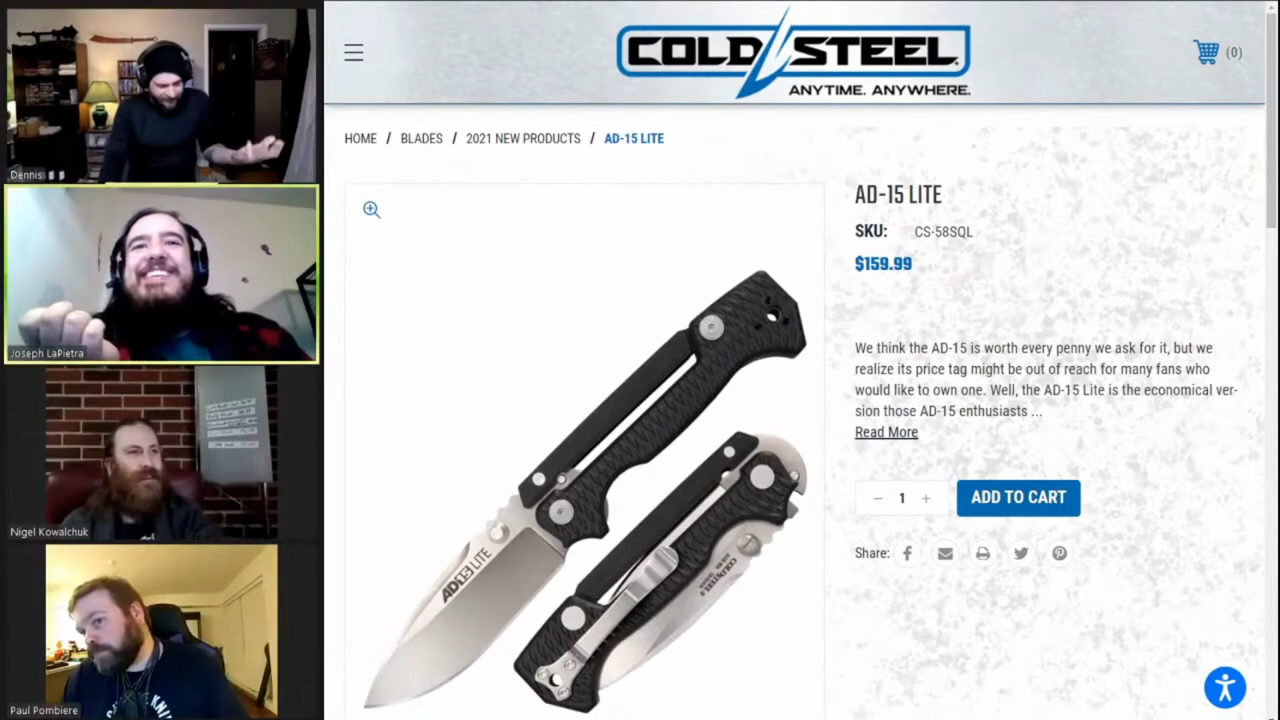 Dennis
Joseph LaPietra
Nigel Kowalchuk
Paul Pombiere
COLD STEEL
ANYTIME. ANYWHERE.
(0)
HOME / BLADES / 2021 NEW PRODUCTS / AD-15 LITE
AD-15 LITE
SKU: CS-58SQL
$159.99
We think the AD-15 is worth every penny we ask for it, but we
realize its price tag might be out of reach for many fans who
would like to own one. Well, the AD-15 Lite is the economical ver-
sion those AD-15 enthusiasts ...
Read More
− 1 +
ADD TO CART
Share:
AD-15 LITE
COLD STEEL